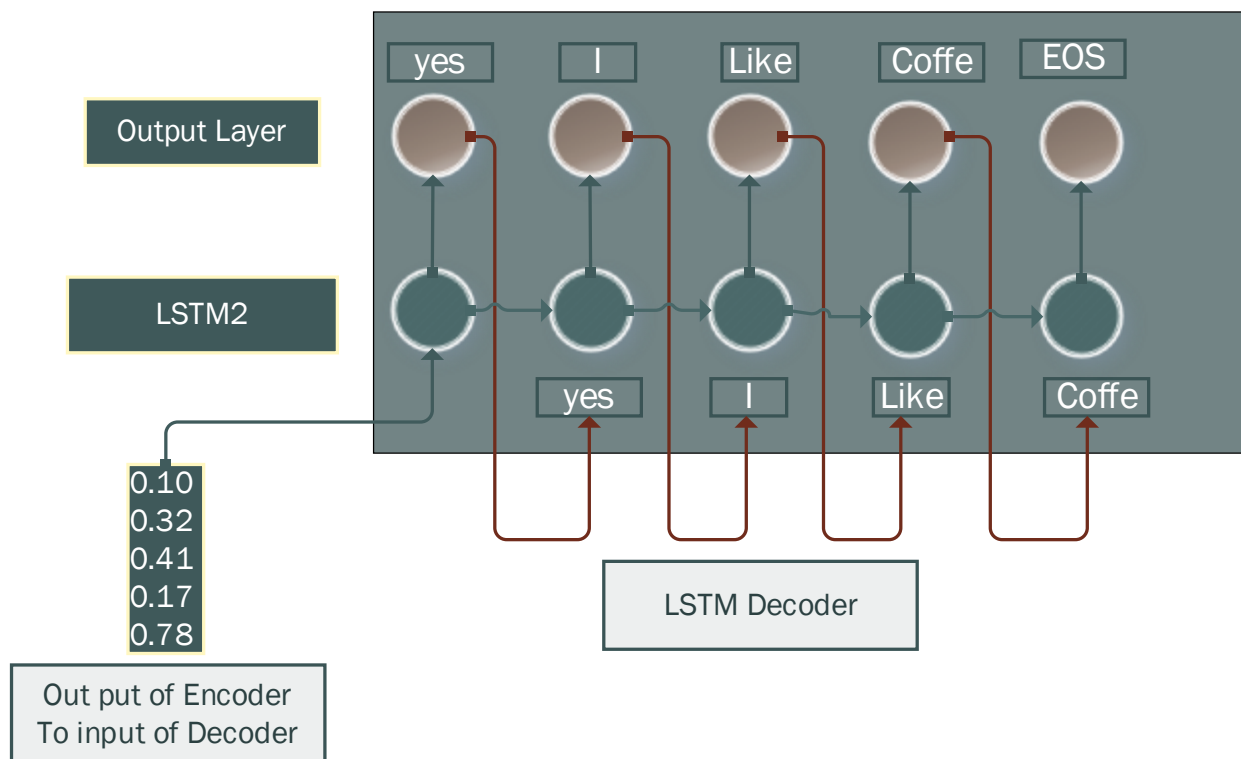 yes
I
Like
Coffe
EOS
Output Layer
LSTM2
yes
I
Like
Coffe
0.10
0.32
0.41
0.17
0.78
LSTM Decoder
Out put of Encoder
To input of Decoder